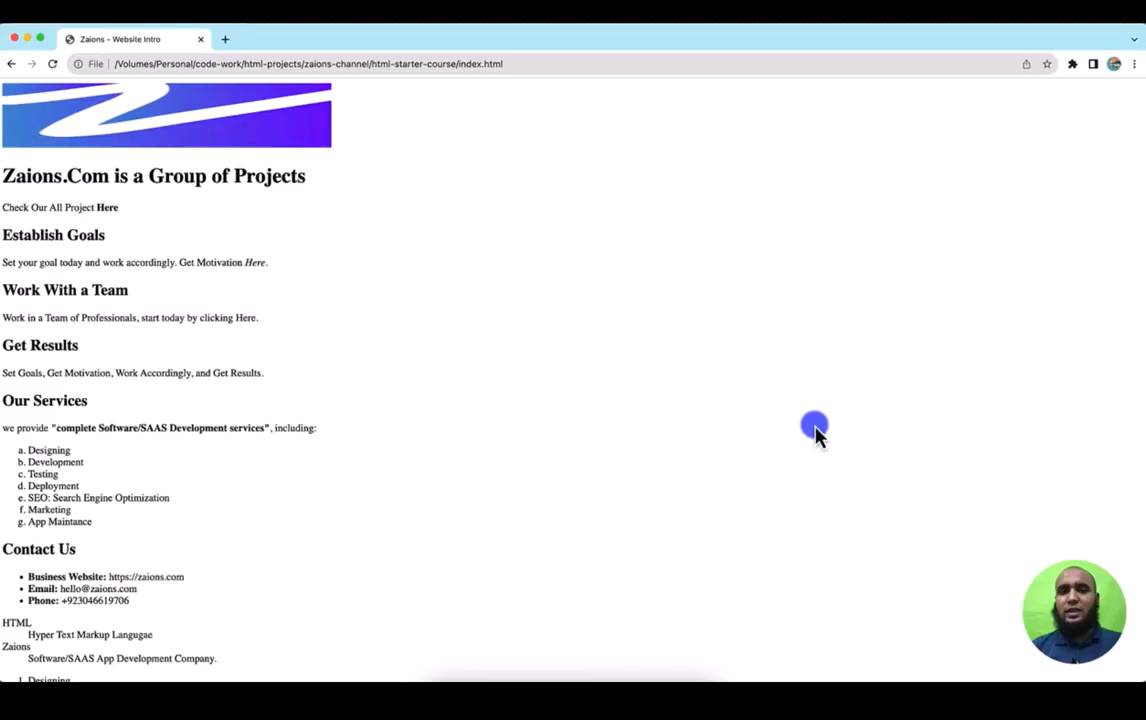 Zaions - Website Intro
File
/Volumes/Personal/code-work/html-projects/zaions-channel/html-starter-course/index.html
Zaions.Com is a Group of Projects
Check Our All Project Here
Establish Goals
Set your goal today and work accordingly. Get Motivation Here.
Work With a Team
Work in a Team of Professionals, start today by clicking Here.
Get Results
Set Goals, Get Motivation, Work Accordingly, and Get Results.
Our Services
we provide "complete Software/SAAS Development services", including:
a. Designing
b. Development
c. Testing
d. Deployment
e. SEO: Search Engine Optimization
f. Marketing
g. App Maintance
Contact Us
• Business Website: https://zaions.com
• Email: hello@zaions.com
• Phone: +923046619706
HTML
Hyper Text Markup Langugae
Zaions
Software/SAAS App Development Company.
Designing